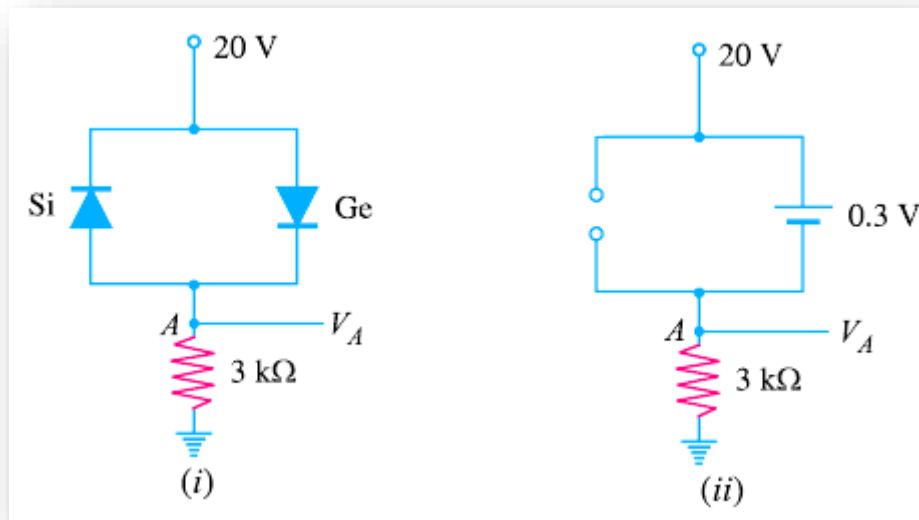 20 V
Si
Ge
A
V_A
3 kΩ
(i)
20 V
0.3 V
A
V_A
3 kΩ
(ii)